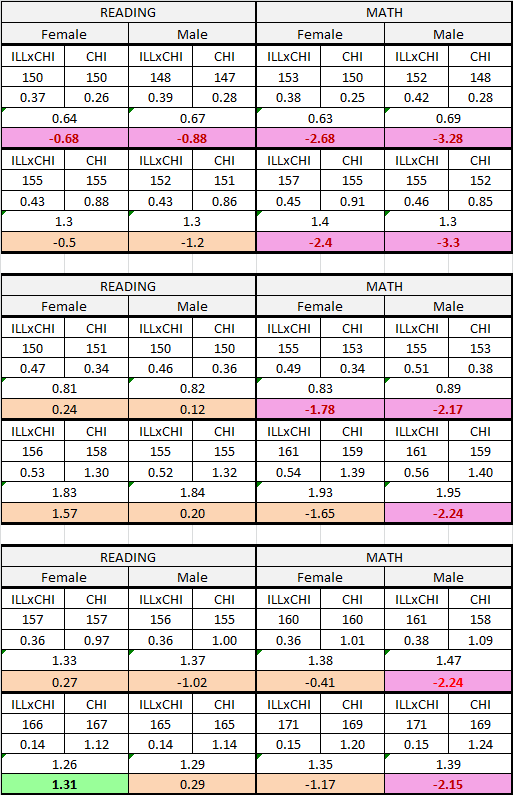 READING MATH
Female Male Female Male
ILLxCHI CHI ILLxCHI CHI ILLxCHI CHI ILLxCHI CHI
150 150 148 147 153 150 152 148
0.37 0.26 0.39 0.28 0.38 0.25 0.42 0.28
0.64 0.67 0.63 0.69
-0.68 -0.88 -2.68 -3.28
ILLxCHI CHI ILLxCHI CHI ILLxCHI CHI ILLxCHI CHI
155 155 152 151 157 155 155 152
0.43 0.88 0.43 0.86 0.45 0.91 0.46 0.85
1.3 1.3 1.4 1.3
-0.5 -1.2 -2.4 -3.3
READING MATH
Female Male Female Male
ILLxCHI CHI ILLxCHI CHI ILLxCHI CHI ILLxCHI CHI
150 151 150 150 155 153 155 153
0.47 0.34 0.46 0.36 0.49 0.34 0.51 0.38
0.81 0.82 0.83 0.89
0.24 0.12 -1.78 -2.17
ILLxCHI CHI ILLxCHI CHI ILLxCHI CHI ILLxCHI CHI
156 158 155 155 161 159 161 159
0.53 1.30 0.52 1.32 0.54 1.39 0.56 1.40
1.83 1.84 1.93 1.95
1.57 0.20 -1.65 -2.24
READING MATH
Female Male Female Male
ILLxCHI CHI ILLxCHI CHI ILLxCHI CHI ILLxCHI CHI
157 157 156 155 160 160 161 158
0.36 0.97 0.36 1.00 0.36 1.01 0.38 1.09
1.33 1.37 1.38 1.47
0.27 -1.02 -0.41 -2.24
ILLxCHI CHI ILLxCHI CHI ILLxCHI CHI ILLxCHI CHI
166 167 165 165 171 169 171 169
0.14 1.12 0.14 1.14 0.15 1.20 0.15 1.24
1.26 1.29 1.35 1.39
1.31 0.29 -1.17 -2.15